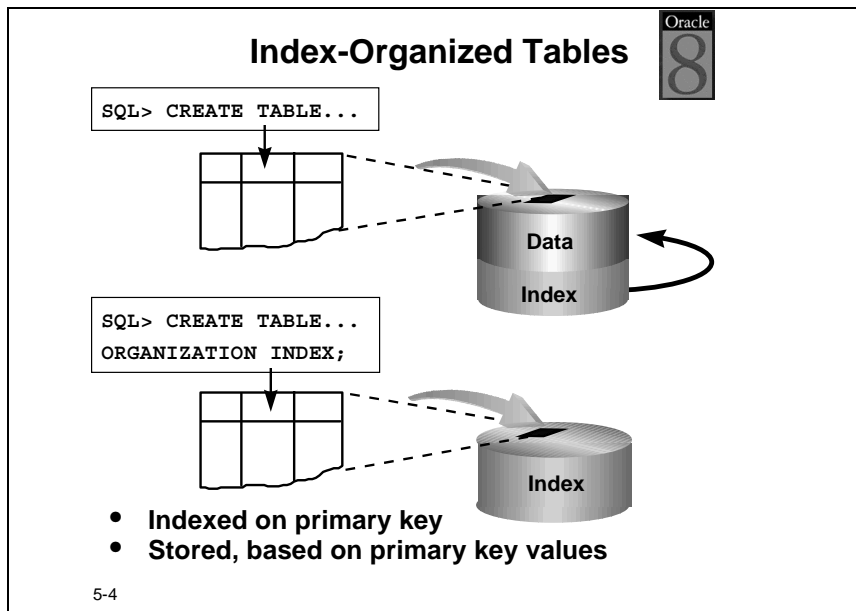 Index-Organized Tables
Oracle
8
SQL> CREATE TABLE...
Data
Index
SQL> CREATE TABLE...
ORGANIZATION INDEX;
Index
• Indexed on primary key
• Stored, based on primary key values
5-4